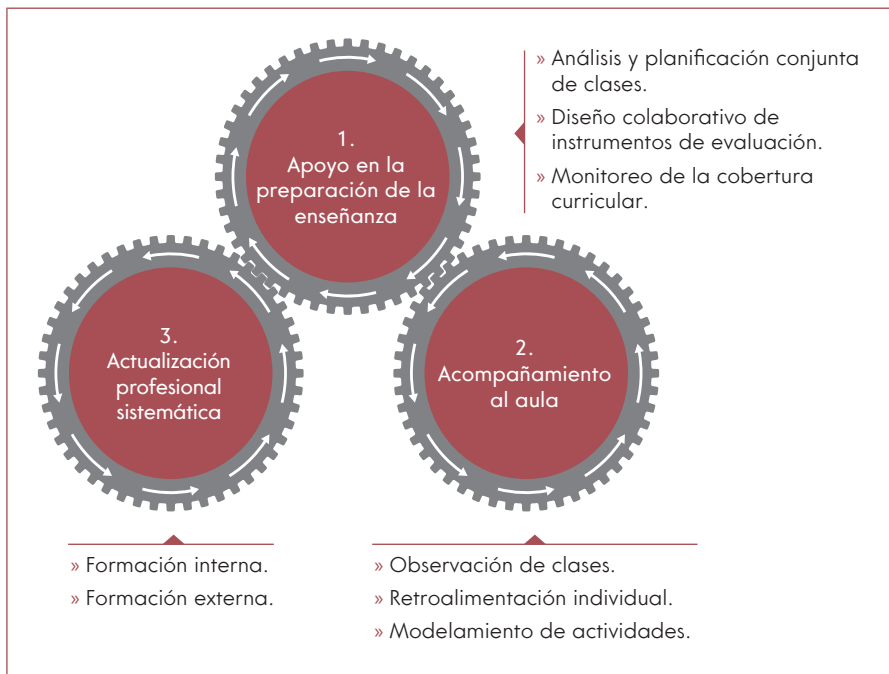 1.
Apoyo en la
preparación de la
enseñanza
» Análisis y planificación conjunta
de clases.
» Diseño colaborativo de
instrumentos de evaluación.
» Monitoreo de la cobertura
curricular.
2.
Acompañamiento
al aula
» Observación de clases.
» Retroalimentación individual.
» Modelamiento de actividades.
3.
Actualización
profesional
sistemática
» Formación interna.
» Formación externa.